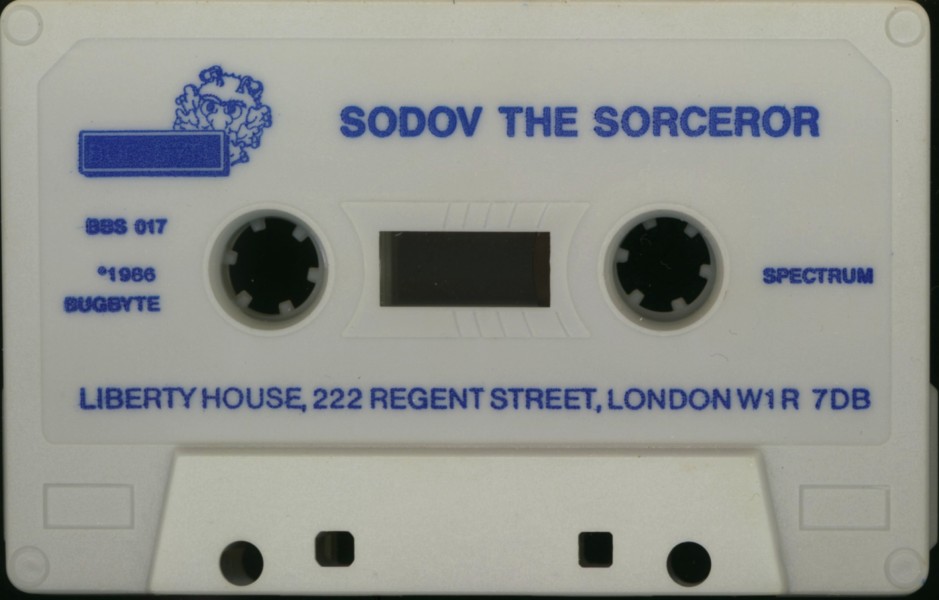 SODOV THE SORCEROR
BBS 017
©1986
BUGBYTE
SPECTRUM
LIBERTY HOUSE, 222 REGENT STREET, LONDON W1R 7DB